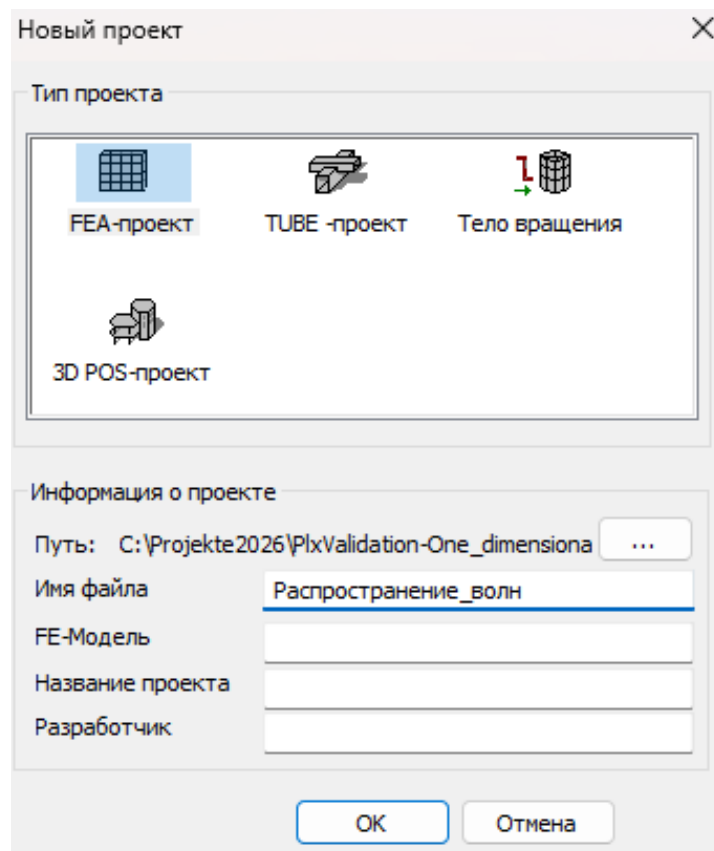 Новый проект
Тип проекта
FEA-проект TUBE -проект Тело вращения
3D POS-проект
Информация о проекте
Путь: C:\Projekte2026\PlxValidation-One_dimensiona ...
Имя файла Распространение_волн
FE-Модель
Название проекта
Разработчик
OK Отмена